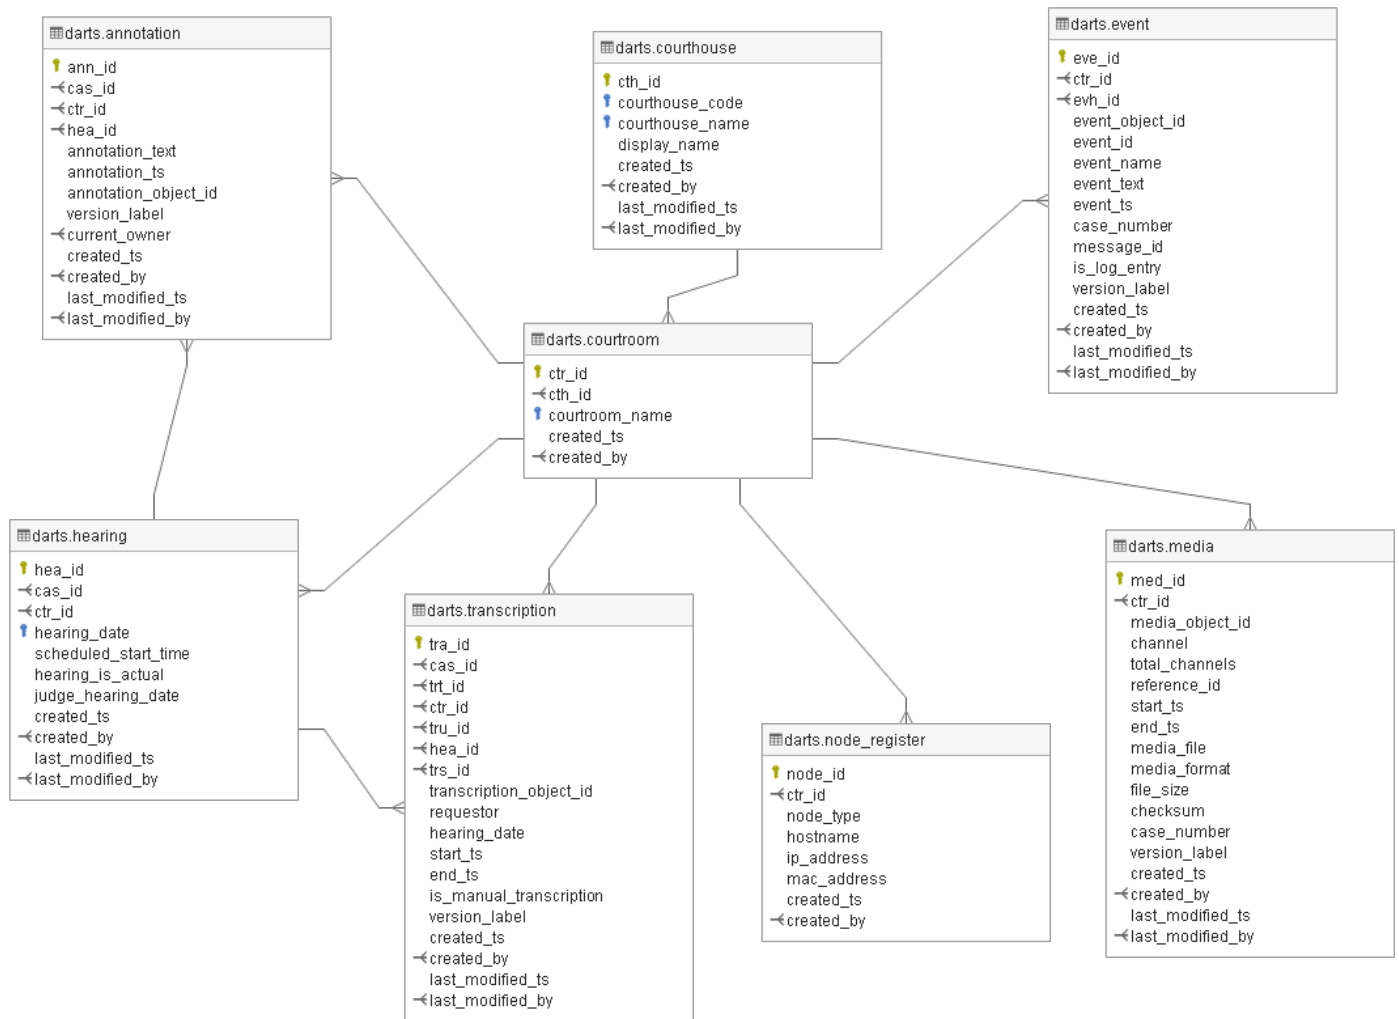 darts.annotation
ann_id
cas_id
ctr_id
hea_id
annotation_text
annotation_ts
annotation_object_id
version_label
current_owner
created_ts
created_by
last_modified_ts
last_modified_by
darts.courthouse
cth_id
courthouse_code
courthouse_name
display_name
created_ts
created_by
last_modified_ts
last_modified_by
darts.event
eve_id
ctr_id
evh_id
event_object_id
event_id
event_name
event_text
event_ts
case_number
message_id
is_log_entry
version_label
created_ts
created_by
last_modified_ts
last_modified_by
darts.courtroom
ctr_id
cth_id
courtroom_name
created_ts
created_by
darts.hearing
hea_id
cas_id
ctr_id
hearing_date
scheduled_start_time
hearing_is_actual
judge_hearing_date
created_ts
created_by
last_modified_ts
last_modified_by
darts.transcription
tra_id
cas_id
trt_id
ctr_id
tru_id
hea_id
trs_id
transcription_object_id
requestor
hearing_date
start_ts
end_ts
is_manual_transcription
version_label
created_ts
created_by
last_modified_ts
last_modified_by
darts.node_register
node_id
ctr_id
node_type
hostname
ip_address
mac_address
created_ts
created_by
darts.media
med_id
ctr_id
media_object_id
channel
total_channels
reference_id
start_ts
end_ts
media_file
media_format
file_size
checksum
case_number
version_label
created_ts
created_by
last_modified_ts
last_modified_by